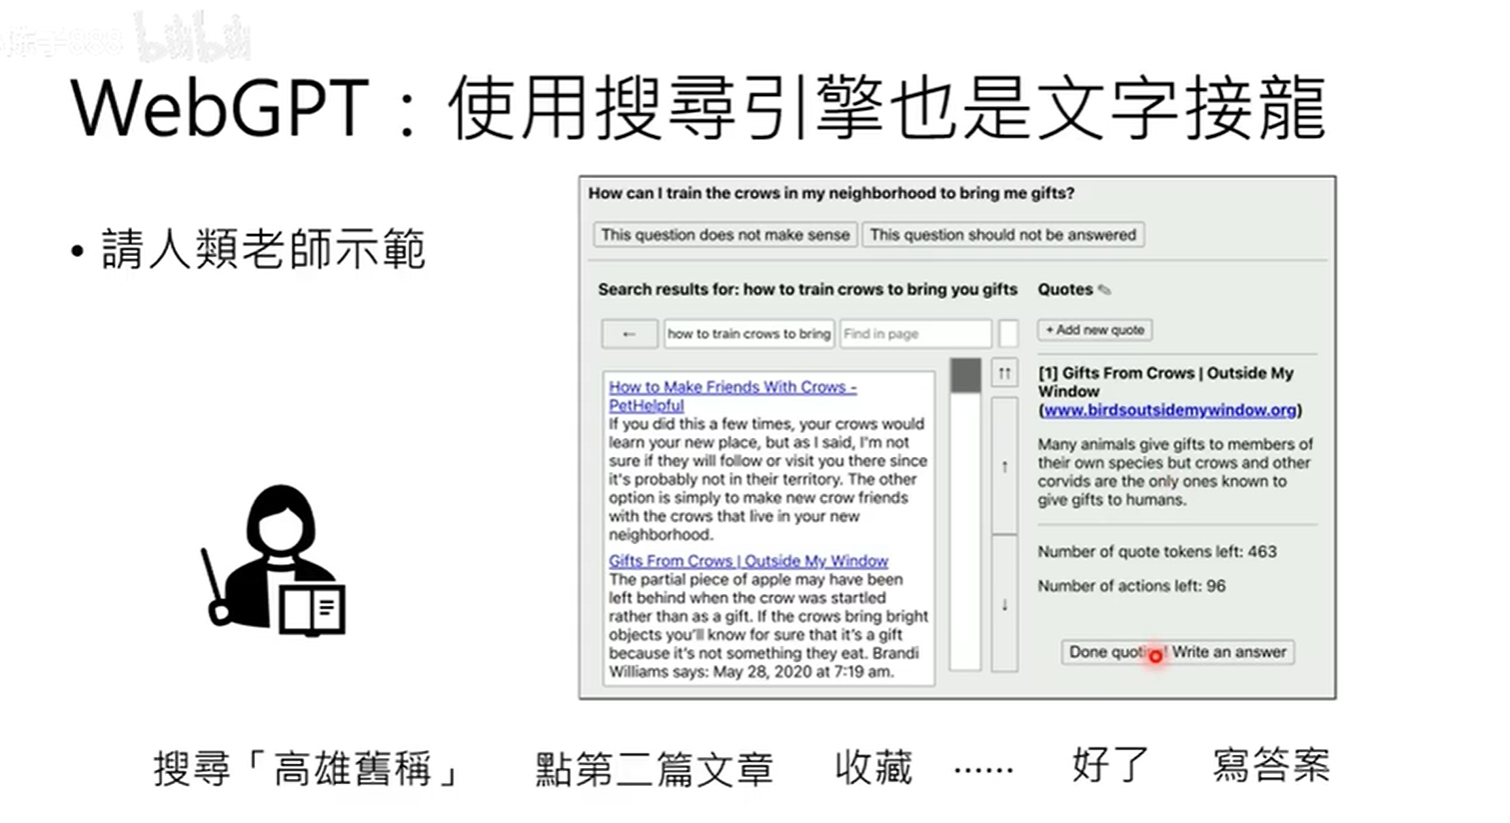 WebGPT：使用搜尋引擎也是文字接龍
• 請人類老師示範
How can I train the crows in my neighborhood to bring me gifts?
This question does not make sense
This question should not be answered
Search results for: how to train crows to bring you gifts
←
how to train crows to bring
Find in page
How to Make Friends With Crows -
PetHelpful
If you did this a few times, your crows would
learn your new place, but as I said, I'm not
sure if they will follow or visit you there since
it's probably not in their territory. The other
option is simply to make new crow friends
with the crows that live in your new
neighborhood.
Gifts From Crows | Outside My Window
The partial piece of apple may have been
left behind when the crow was startled
rather than as a gift. If the crows bring bright
objects you'll know for sure that it's a gift
because it's not something they eat. Brandi
Williams says: May 28, 2020 at 7:19 am.
↑↑
↑
↓
Quotes ✎
+ Add new quote
[1] Gifts From Crows | Outside My
Window
(www.birdsoutsidemywindow.org)
Many animals give gifts to members of
their own species but crows and other
corvids are the only ones known to
give gifts to humans.
Number of quote tokens left: 463
Number of actions left: 96
Done quoting! Write an answer
搜尋「高雄舊稱」
點第二篇文章
收藏
……
好了
寫答案